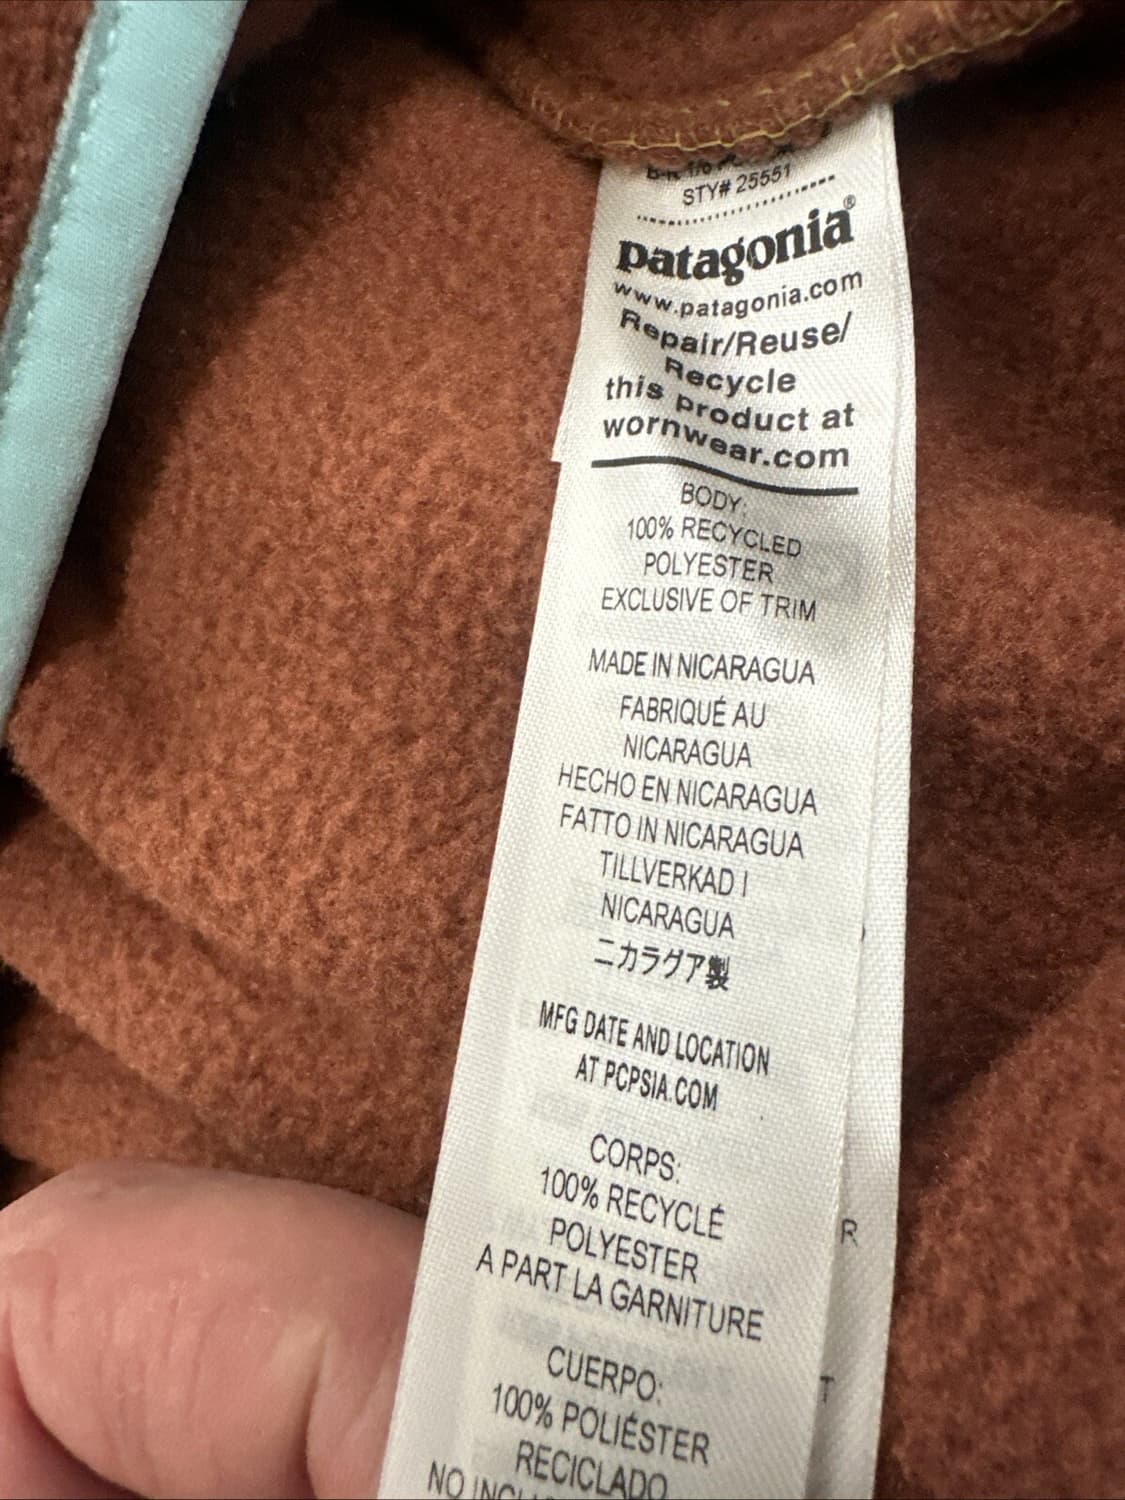 STY# 25551
patagonia®
www.patagonia.com
Repair/Reuse/
Recycle
this product at
wornwear.com
BODY:
100% RECYCLED
POLYESTER
EXCLUSIVE OF TRIM
MADE IN NICARAGUA
FABRIQUÉ AU
NICARAGUA
HECHO EN NICARAGUA
FATTO IN NICARAGUA
TILLVERKAD I
NICARAGUA
ニカラグア製
MFG DATE AND LOCATION
AT PCPSIA.COM
CORPS:
100% RECYCLÉ
POLYESTER
A PART LA GARNITURE
R
CUERPO:
T
100% POLIÉSTER
RECICLADO
NO